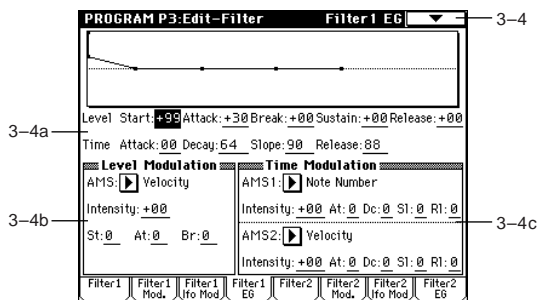 PROGRAM P3:Edit-Filter Filter1 EG 3–4
Level Start:+99 Attack:+30 Break:+00 Sustain:+00 Release:+00
3–4a
Time Attack:00 Decay:64 Slope:90 Release:88
Level Modulation Time Modulation
AMS: Velocity AMS1: Note Number
Intensity:+00 Intensity:+00 At:0 Dc:0 Sl:0 Rl:0
3–4b 3–4c
St:0 At:0 Br:0 AMS2: Velocity
Intensity:+00 At:0 Dc:0 Sl:0 Rl:0
Filter1 Filter1 Mod. Filter1 lfo Mod. Filter1 EG Filter2 Filter2 Mod. Filter2 lfo Mod. Filter2 EG